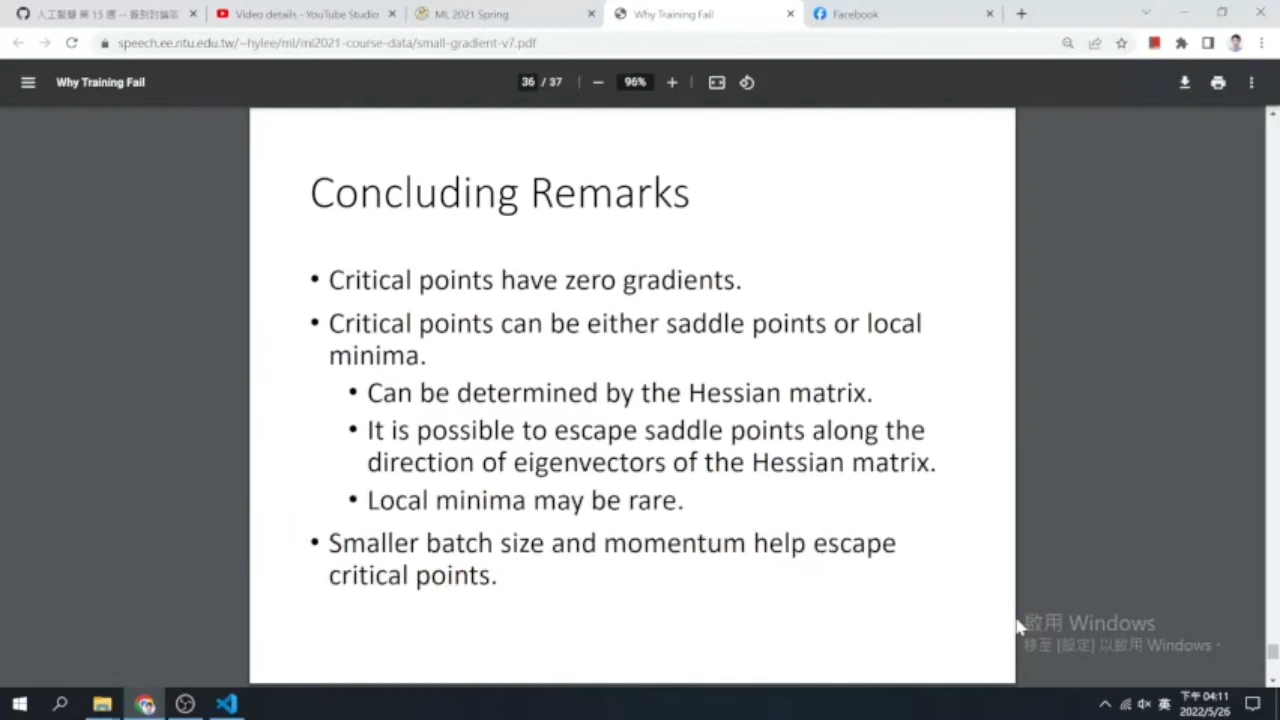 人工智慧 第 15 週 -- 簽到討論區
Video details - YouTube Studio
ML 2021 Spring
Why Training Fail
Facebook
speech.ee.ntu.edu.tw/~hylee/ml/ml2021-course-data/small-gradient-v7.pdf
Why Training Fail
36 / 37
96%
Concluding Remarks
• Critical points have zero gradients.
• Critical points can be either saddle points or local
minima.
• Can be determined by the Hessian matrix.
• It is possible to escape saddle points along the
direction of eigenvectors of the Hessian matrix.
• Local minima may be rare.
• Smaller batch size and momentum help escape
critical points.
啟用 Windows
移至 [設定] 以啟用 Windows。
英
下午 04:11
2022/5/26